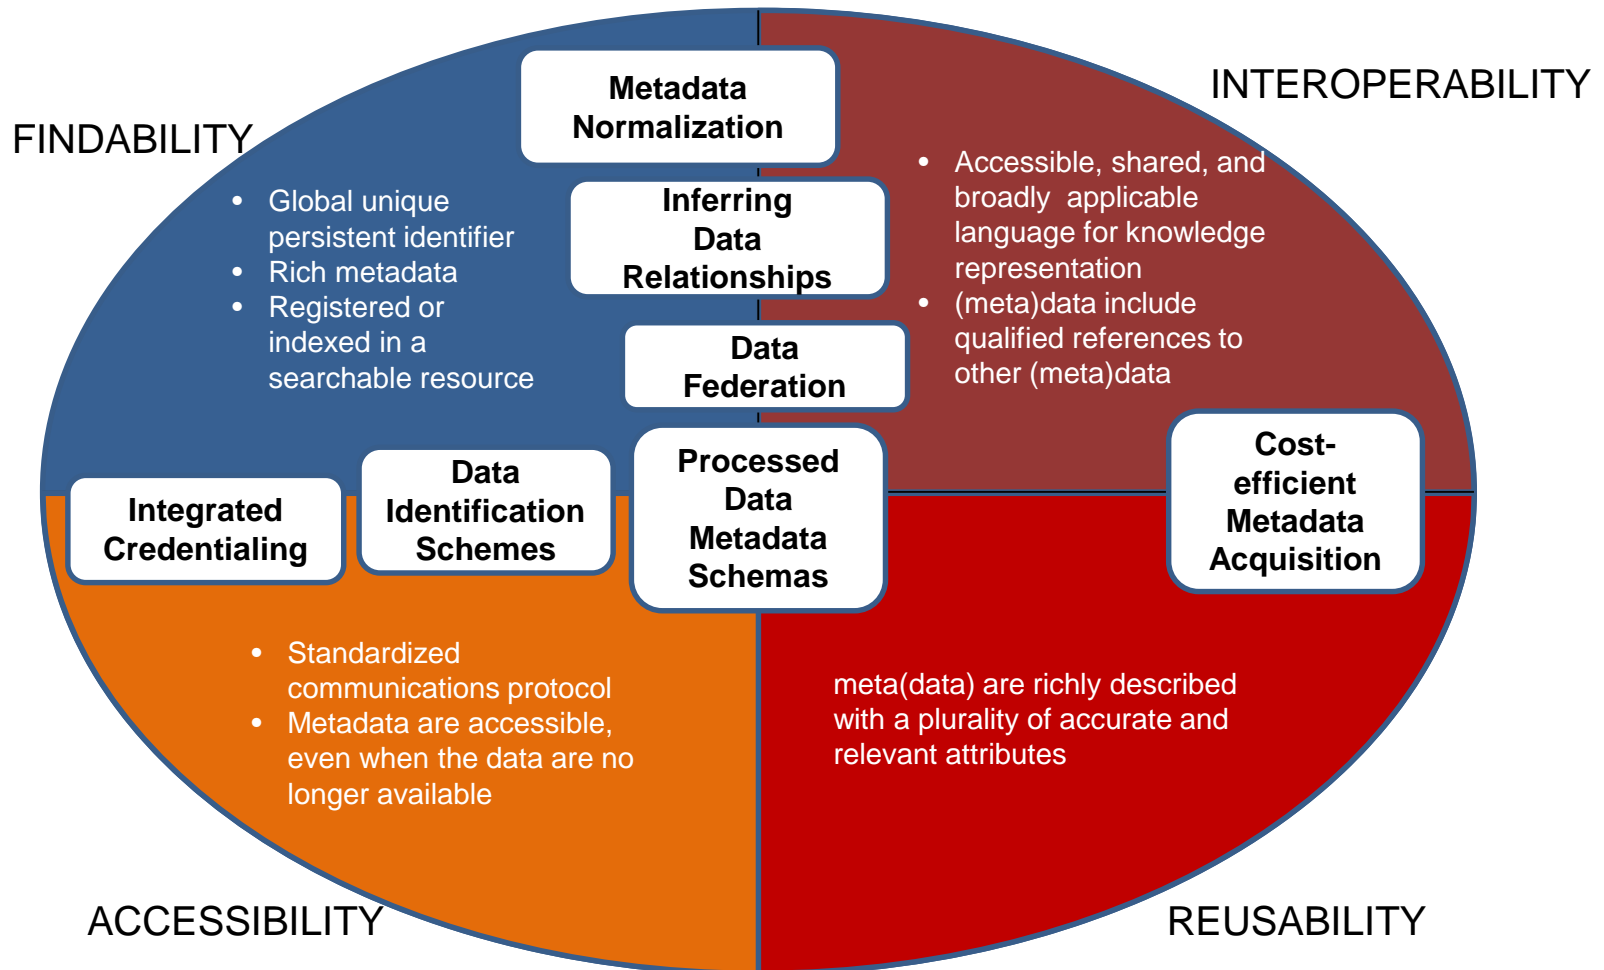 FINDABILITY
INTEROPERABILITY
Metadata
Normalization
Inferring
Data
Relationships
Data
Federation
• Global unique
persistent identifier
• Rich metadata
• Registered or
indexed in a
searchable resource
• Accessible, shared, and
broadly  applicable
language for knowledge
representation
• (meta)data include
qualified references to
other (meta)data
Integrated
Credentialing
Data
Identification
Schemes
Processed
Data
Metadata
Schemas
Cost-
efficient
Metadata
Acquisition
• Standardized
communications protocol
• Metadata are accessible,
even when the data are no
longer available
meta(data) are richly described
with a plurality of accurate and
relevant attributes
ACCESSIBILITY
REUSABILITY